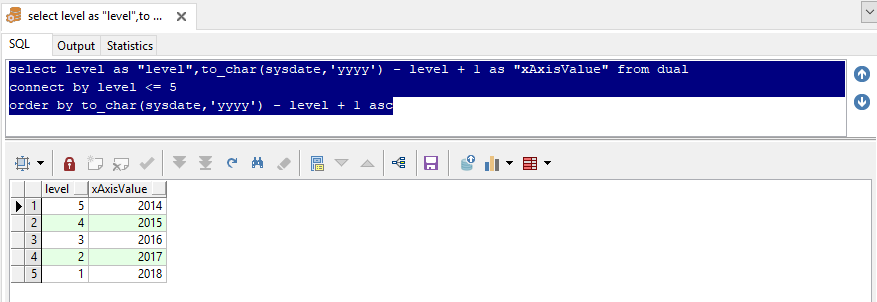 select level as "level",to ...
SQL Output Statistics
select level as "level",to_char(sysdate,'yyyy') - level + 1 as "xAxisValue" from dual
connect by level <= 5
order by to_char(sysdate,'yyyy') - level + 1 asc
level xAxisValue
1 5 2014
2 4 2015
3 3 2016
4 2 2017
5 1 2018